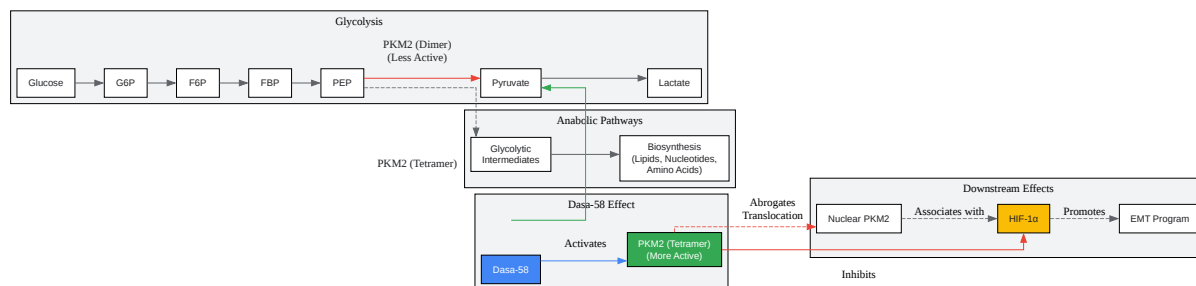 Glycolysis
PKM2 (Dimer)
(Less Active)
Glucose
G6P
F6P
FBP
PEP
Pyruvate
Lactate
Anabolic Pathways
Glycolytic
Intermediates
Biosynthesis
(Lipids, Nucleotides,
Amino Acids)
PKM2 (Tetramer)
Dasa-58 Effect
Activates
Dasa-58
PKM2 (Tetramer)
(More Active)
Abrogates
Translocation
Downstream Effects
Nuclear PKM2
Associates with
HIF-1α
Promotes
EMT Program
Inhibits